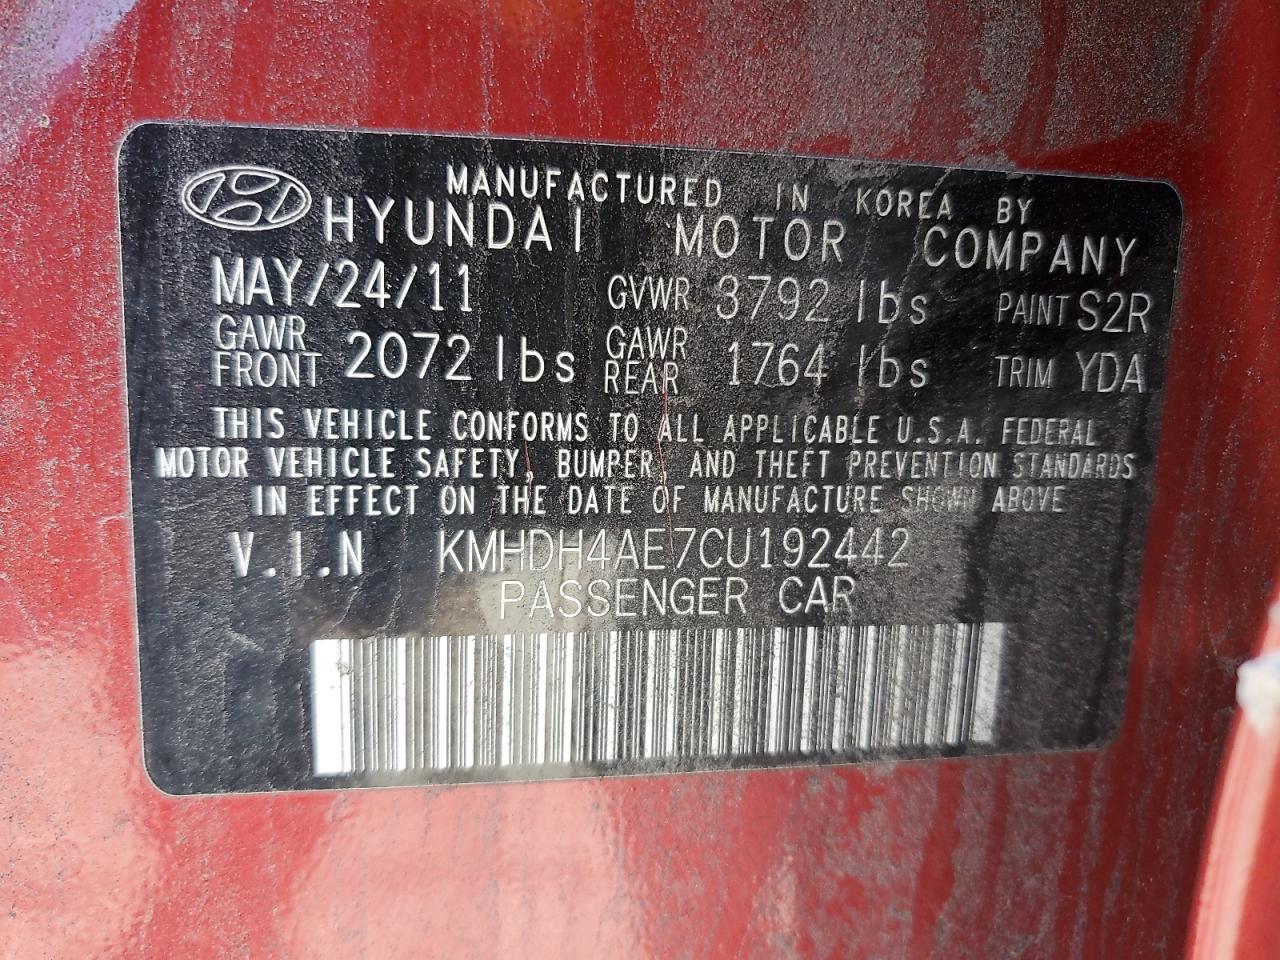 MANUFACTURED IN KOREA BY
HYUNDAI MOTOR COMPANY
MAY/24/11 GVWR 3792 lbs PAINT S2R
GAWR FRONT 2072 lbs GAWR REAR 1764 lbs TRIM YDA
THIS VEHICLE CONFORMS TO ALL APPLICABLE U.S.A. FEDERAL
MOTOR VEHICLE SAFETY, BUMPER, AND THEFT PREVENTION STANDARDS
IN EFFECT ON THE DATE OF MANUFACTURE SHOWN ABOVE
V.I.N KMHDH4AE7CU192442
PASSENGER CAR